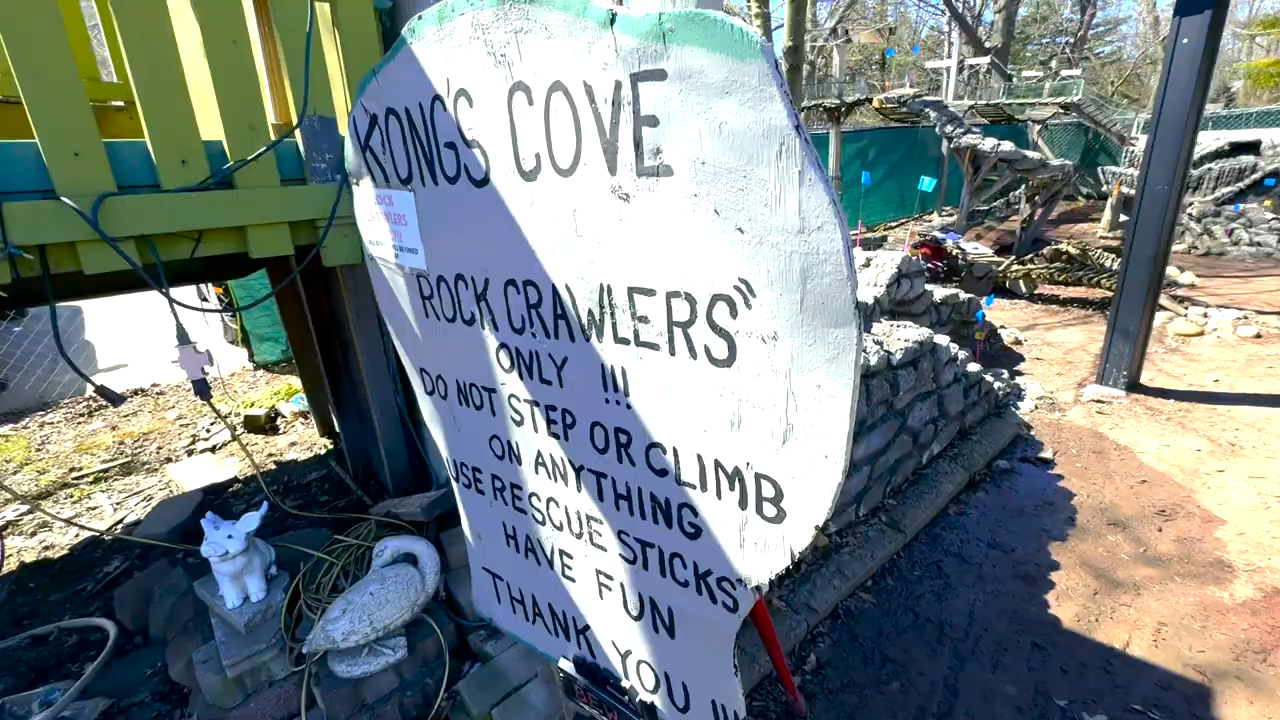 KONG'S COVE
ROCK CRAWLERS"
ONLY !!!
DO NOT STEP OR CLIMB
ON ANYTHING
USE RESCUE STICKS"
HAVE FUN
THANK YOU !!!